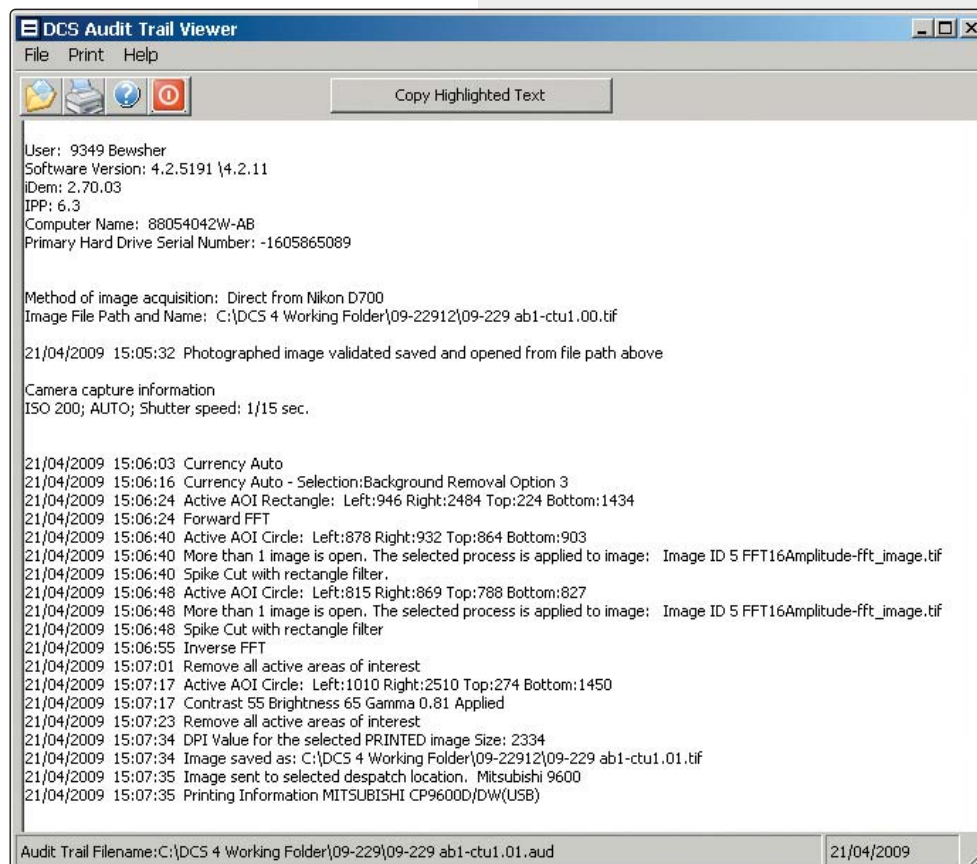 DCS Audit Trail Viewer
File Print Help
Copy Highlighted Text
User: 9349 Bewsher
Software Version: 4.2.5191 \4.2.11
iDem: 2.70.03
IPP: 6.3
Computer Name: 88054042W-AB
Primary Hard Drive Serial Number: -1605865089
Method of image acquisition: Direct from Nikon D700
Image File Path and Name: C:\DCS 4 Working Folder\09-22912\09-229 ab1-ctu1.00.tif
21/04/2009 15:05:32 Photographed image validated saved and opened from file path above
Camera capture information
ISO 200; AUTO; Shutter speed: 1/15 sec.
21/04/2009 15:06:03 Currency Auto
21/04/2009 15:06:16 Currency Auto - Selection:Background Removal Option 3
21/04/2009 15:06:24 Active AOI Rectangle: Left:946 Right:2484 Top:224 Bottom:1434
21/04/2009 15:06:24 Forward FFT
21/04/2009 15:06:40 Active AOI Circle: Left:878 Right:932 Top:864 Bottom:903
21/04/2009 15:06:40 More than 1 image is open. The selected process is applied to image: Image ID 5 FFT16Amplitude-fft_image.tif
21/04/2009 15:06:40 Spike Cut with rectangle filter.
21/04/2009 15:06:48 Active AOI Circle: Left:815 Right:869 Top:788 Bottom:827
21/04/2009 15:06:48 More than 1 image is open. The selected process is applied to image: Image ID 5 FFT16Amplitude-fft_image.tif
21/04/2009 15:06:48 Spike Cut with rectangle filter
21/04/2009 15:06:55 Inverse FFT
21/04/2009 15:07:01 Remove all active areas of interest
21/04/2009 15:07:17 Active AOI Circle: Left:1010 Right:2510 Top:274 Bottom:1450
21/04/2009 15:07:17 Contrast 55 Brightness 65 Gamma 0.81 Applied
21/04/2009 15:07:23 Remove all active areas of interest
21/04/2009 15:07:34 DPI Value for the selected PRINTED image Size: 2334
21/04/2009 15:07:34 Image saved as: C:\DCS 4 Working Folder\09-22912\09-229 ab1-ctu1.01.tif
21/04/2009 15:07:35 Image sent to selected despatch location. Mitsubishi 9600
21/04/2009 15:07:35 Printing Information MITSUBISHI CP9600D/DW(USB)
Audit Trail Filename:C:\DCS 4 Working Folder\09-229\09-229 ab1-ctu1.01.aud 21/04/2009